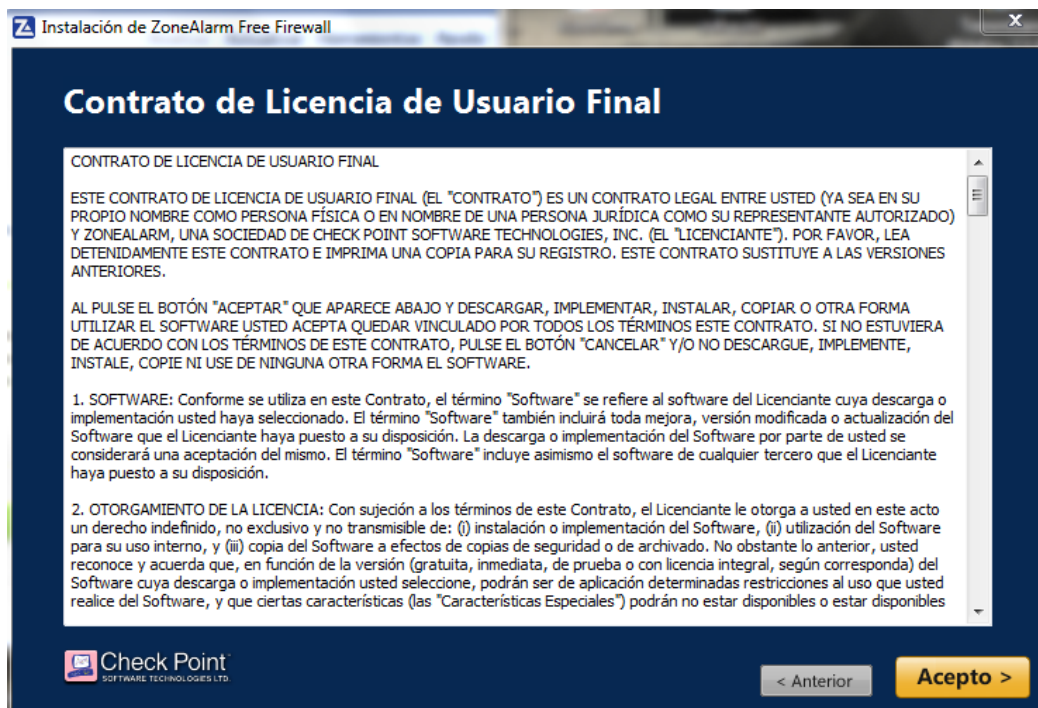 Instalación de ZoneAlarm Free Firewall
x
Contrato de Licencia de Usuario Final
CONTRATO DE LICENCIA DE USUARIO FINAL
ESTE CONTRATO DE LICENCIA DE USUARIO FINAL (EL "CONTRATO") ES UN CONTRATO LEGAL ENTRE USTED (YA SEA EN SU
PROPIO NOMBRE COMO PERSONA FÍSICA O EN NOMBRE DE UNA PERSONA JURÍDICA COMO SU REPRESENTANTE AUTORIZADO)
Y ZONEALARM, UNA SOCIEDAD DE CHECK POINT SOFTWARE TECHNOLOGIES, INC. (EL "LICENCIANTE"). POR FAVOR, LEA
DETENIDAMENTE ESTE CONTRATO E IMPRIMA UNA COPIA PARA SU REGISTRO. ESTE CONTRATO SUSTITUYE A LAS VERSIONES
ANTERIORES.
AL PULSE EL BOTÓN "ACEPTAR" QUE APARECE ABAJO Y DESCARGAR, IMPLEMENTAR, INSTALAR, COPIAR O OTRA FORMA
UTILIZAR EL SOFTWARE USTED ACEPTA QUEDAR VINCULADO POR TODOS LOS TÉRMINOS ESTE CONTRATO. SI NO ESTUVIERA
DE ACUERDO CON LOS TÉRMINOS DE ESTE CONTRATO, PULSE EL BOTÓN "CANCELAR" Y/O NO DESCARGUE, IMPLEMENTE,
INSTALE, COPIE NI USE DE NINGUNA OTRA FORMA EL SOFTWARE.
1. SOFTWARE: Conforme se utiliza en este Contrato, el término "Software" se refiere al software del Licenciante cuya descarga o
implementación usted haya seleccionado. El término "Software" también incluirá toda mejora, versión modificada o actualización del
Software que el Licenciante haya puesto a su disposición. La descarga o implementación del Software por parte de usted se
considerará una aceptación del mismo. El término "Software" incluye asimismo el software de cualquier tercero que el Licenciante
haya puesto a su disposición.
2. OTORGAMIENTO DE LA LICENCIA: Con sujeción a los términos de este Contrato, el Licenciante le otorga a usted en este acto
un derecho indefinido, no exclusivo y no transmisible de: (i) instalación o implementación del Software, (ii) utilización del Software
para su uso interno, y (iii) copia del Software a efectos de copias de seguridad o de archivado. No obstante lo anterior, usted
reconoce y acuerda que, en función de la versión (gratuita, inmediata, de prueba o con licencia integral, según corresponda) del
Software cuya descarga o implementación usted seleccione, podrán ser de aplicación determinadas restricciones al uso que usted
realice del Software, y que ciertas características (las "Características Especiales") podrán no estar disponibles o estar disponibles
Check Point
SOFTWARE TECHNOLOGIES LTD.
< Anterior
Acepto >